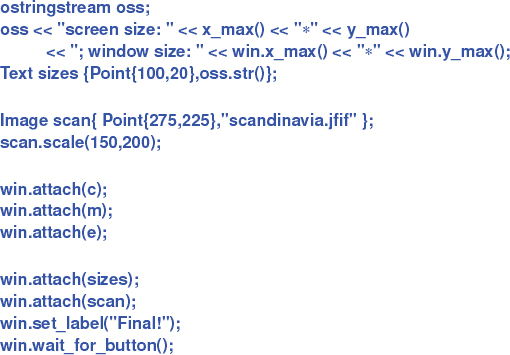 ostringstream oss;
oss << "screen size: " << x_max() << "*" << y_max()
<< "; window size: " << win.x_max() << "*" << win.y_max();
Text sizes {Point{100,20},oss.str()};
Image scan{ Point{275,225},"scandinavia.jfif" };
scan.scale(150,200);
win.attach(c);
win.attach(m);
win.attach(e);
win.attach(sizes);
win.attach(scan);
win.set_label("Final!");
win.wait_for_button();